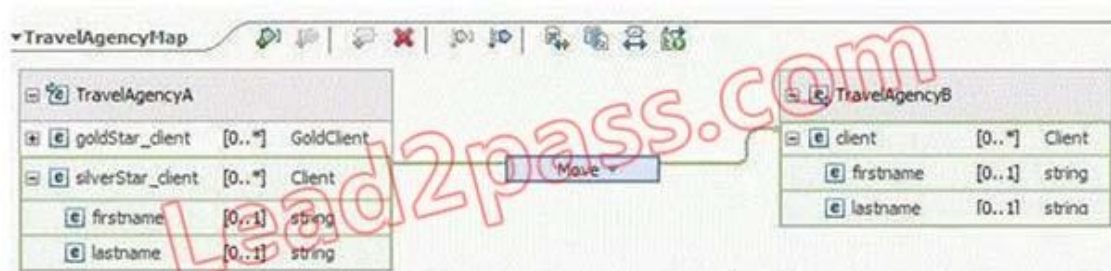 TravelAgencyMap
TravelAgencyA
goldStar_client [0..*] GoldClient
silverStar_client [0..*] Client
firstname [0..1] string
lastname [0..1] string
Move
TravelAgencyB
client [0..*] Client
firstname [0..1] string
lastname [0..1] string
Lead2pass.com